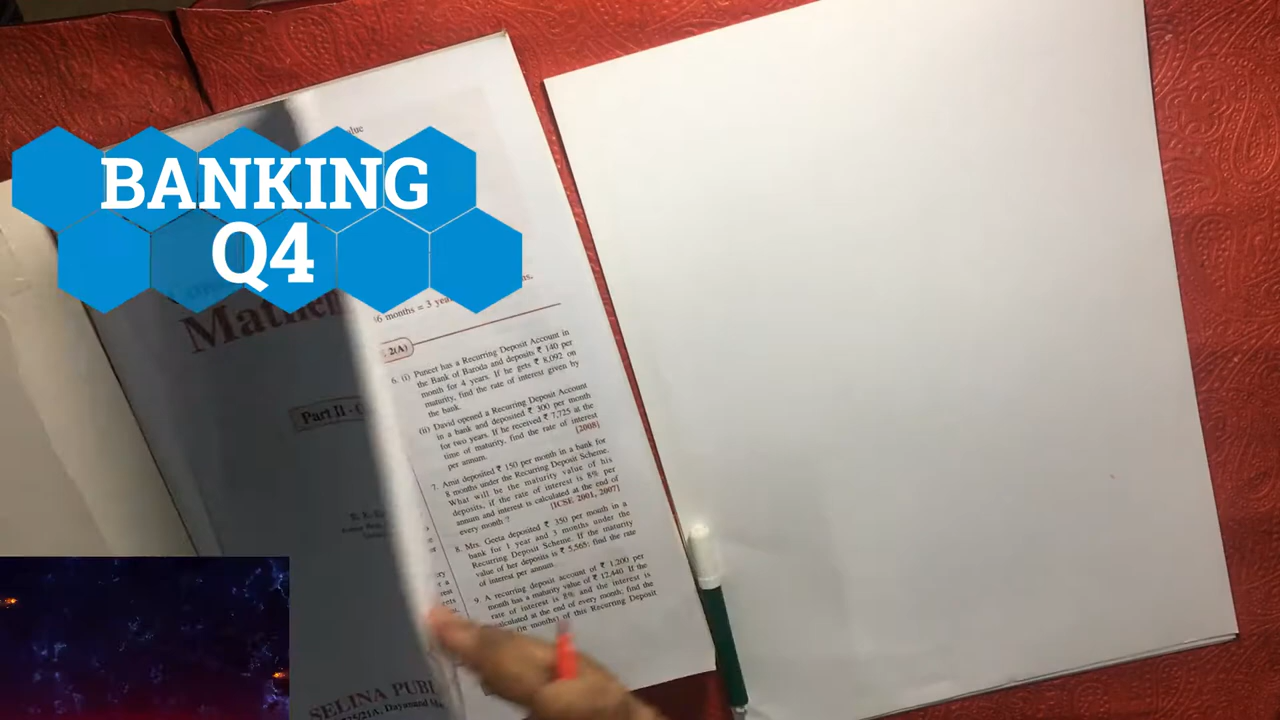 BANKING
Q4
Part II -
SELINA PUBL
6 months = 3 yea
2(A)
6. (i) Puneet has a Recurring Deposit Account in
the Bank of Baroda and deposits ₹ 140 per
month for 4 years. If he gets ₹ 8,092 on
maturity, find the rate of interest given by
the bank.
(ii) David opened a Recurring Deposit Account
in a bank and deposited ₹ 300 per month
for two years. If he received ₹ 7,725 at the
time of maturity, find the rate of interest
per annum. [2008]
7. Amit deposited ₹ 150 per month in a bank for
8 months under the Recurring Deposit Scheme.
What will be the maturity value of his
deposits, if the rate of interest is 8% per
annum and interest is calculated at the end of
every month ? [ICSE 2001, 2007]
8. Mrs. Geeta deposited ₹ 350 per month in a
bank for 1 year and 3 months under the
Recurring Deposit Scheme. If the maturity
value of her deposits is ₹ 5,565; find the rate
of interest per annum.
9. A recurring deposit account of ₹ 1,200 per
month has a maturity value of ₹ 12,440. If the
rate of interest is 8% and the interest is
calculated at the end of every month; find the
(in months) of this Recurring Deposit